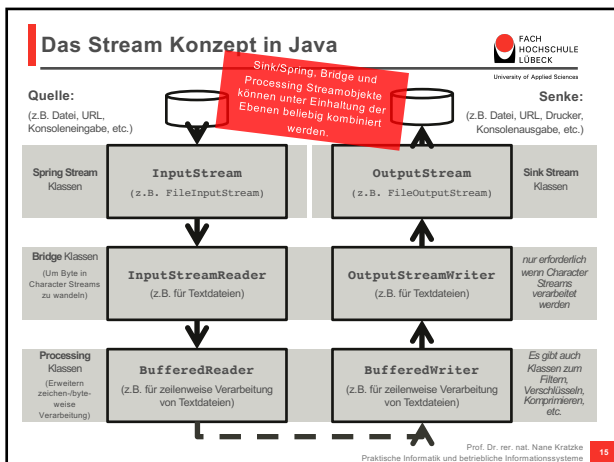 Das Stream Konzept in Java
FACH
HOCHSCHULE
LÜBECK
University of Applied Sciences
Sink/Spring, Bridge und
Processing Streamobjekte
können unter Einhaltung der
Ebenen beliebig kombiniert
werden.
Quelle:
(z.B. Datei, URL,
Konsoleneingabe, etc.)
Senke:
(z.B. Datei, URL, Drucker,
Konsolenausgabe, etc.)
Spring Stream
Klassen
InputStream
(z.B. FileInputStream)
OutputStream
(z.B. FileOutputStream)
Sink Stream
Klassen
Bridge Klassen
(Um Byte in
Character Streams
zu wandeln)
InputStreamReader
(z.B. für Textdateien)
OutputStreamWriter
(z.B. für Textdateien)
nur erforderlich
wenn Character
Streams
verarbeitet
werden
Processing
Klassen
(Erweitern
zeichen-/byte-
weise
Verarbeitung)
BufferedReader
(z.B. für zeilenweise Verarbeitung
von Textdateien)
BufferedWriter
(z.B. für zeilenweise Verarbeitung
von Textdateien)
Es gibt auch
Klassen zum
Filtern,
Verschlüsseln,
Komprimieren,
etc.
Prof. Dr. rer. nat. Nane Kratzke
Praktische Informatik und betriebliche Informationssysteme
15